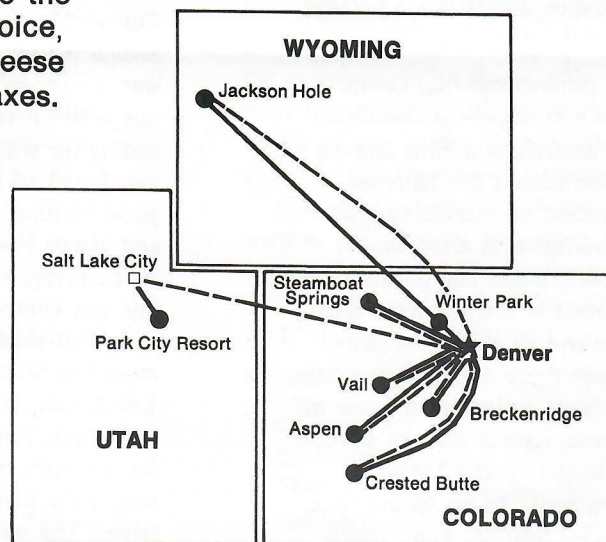 oice,
eese
axes.
WYOMING
Jackson Hole
Salt Lake City
Park City Resort
UTAH
Steamboat
Springs
Winter Park
Denver
Vail
Breckenridge
Aspen
Crested Butte
COLORADO